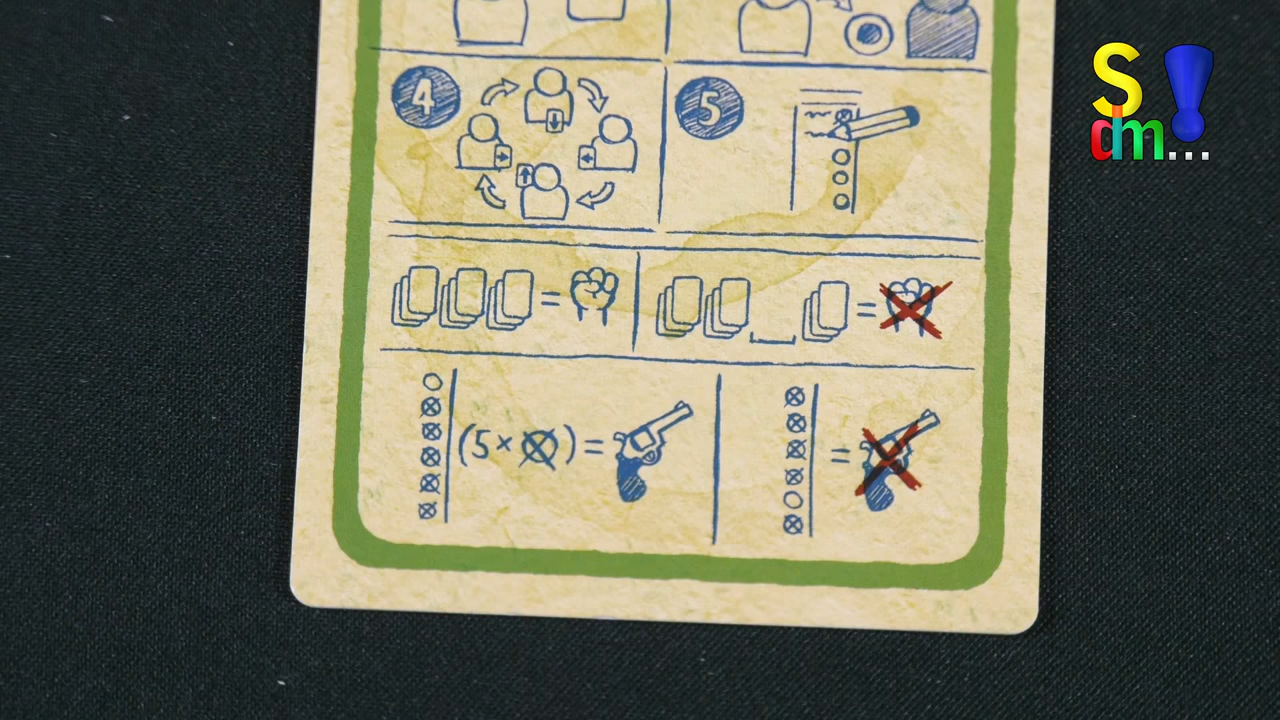 4
5
=
=
(5 × ⊗) =
=
S!
dm...